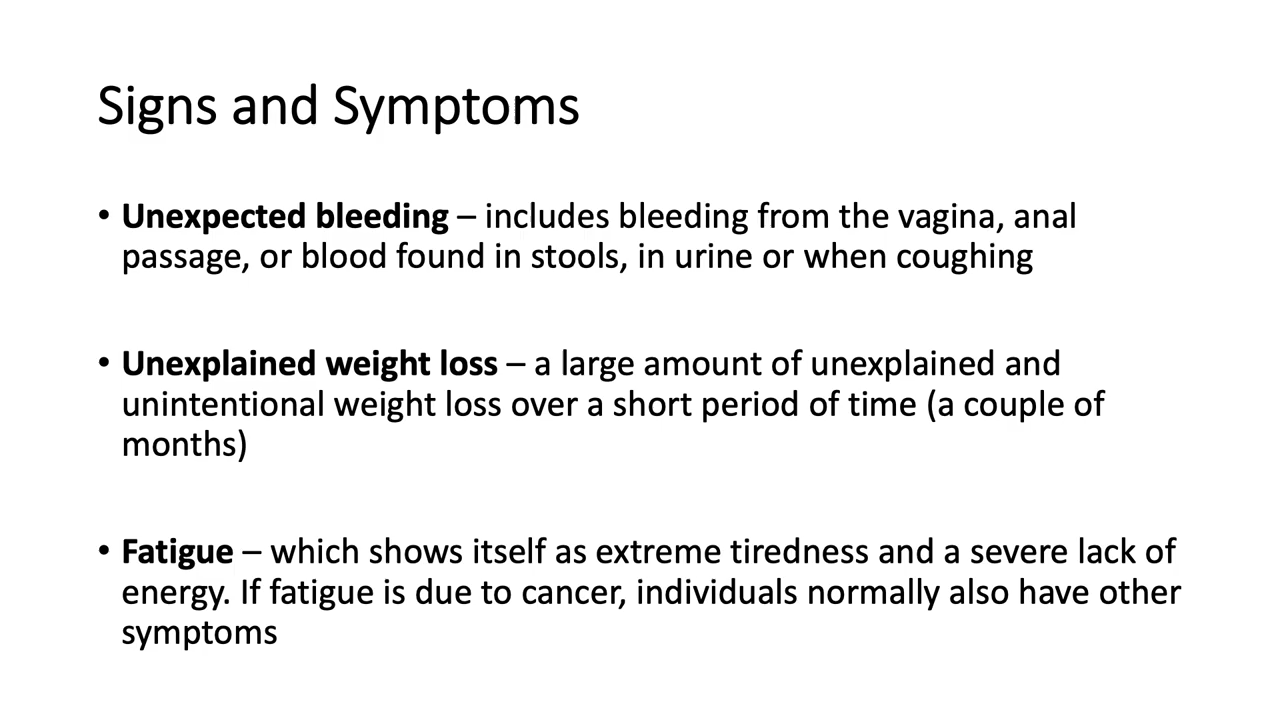 Signs and Symptoms
• Unexpected bleeding – includes bleeding from the vagina, anal
passage, or blood found in stools, in urine or when coughing
• Unexplained weight loss – a large amount of unexplained and
unintentional weight loss over a short period of time (a couple of
months)
• Fatigue – which shows itself as extreme tiredness and a severe lack of
energy. If fatigue is due to cancer, individuals normally also have other
symptoms